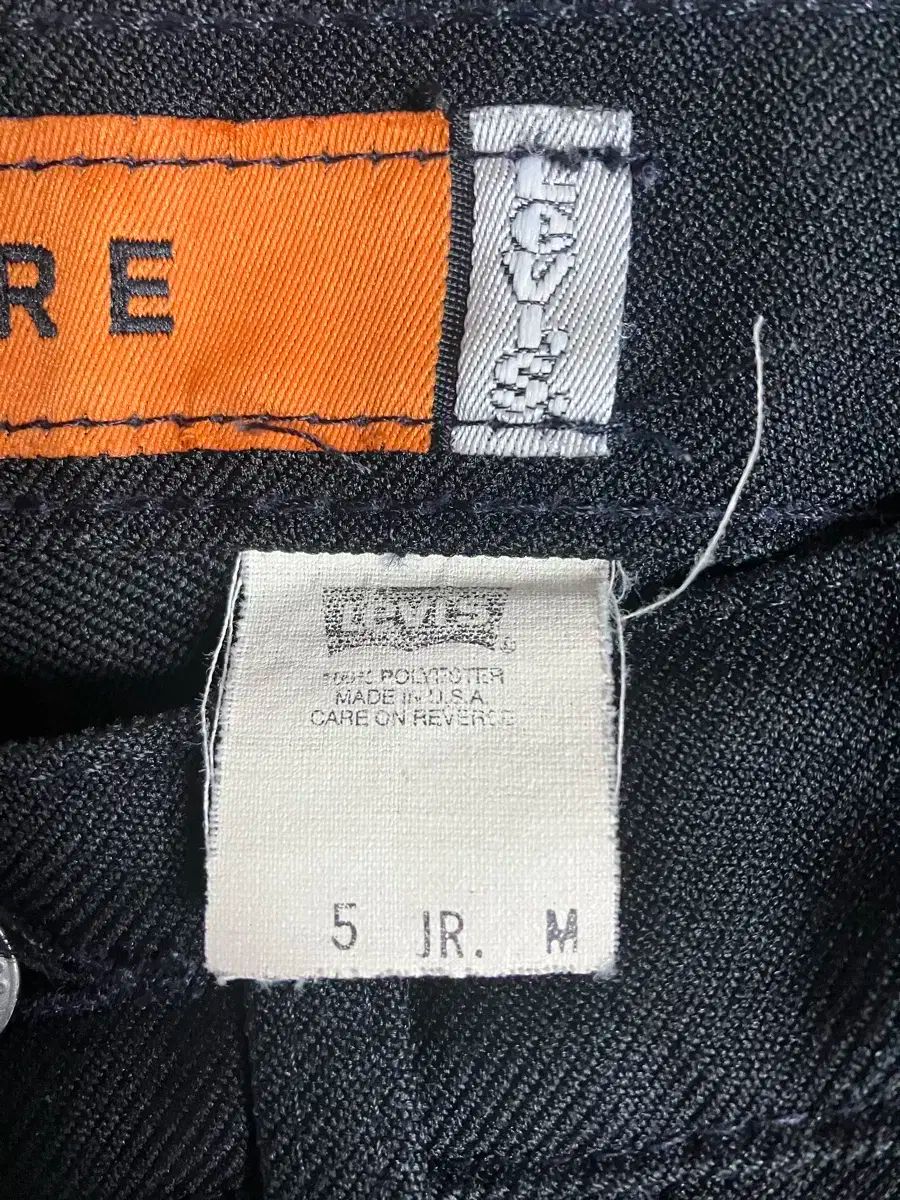 RE
LEVI'S
Levi's®
100% POLYESTER
MADE IN U.S.A.
CARE ON REVERSE
5 JR. M